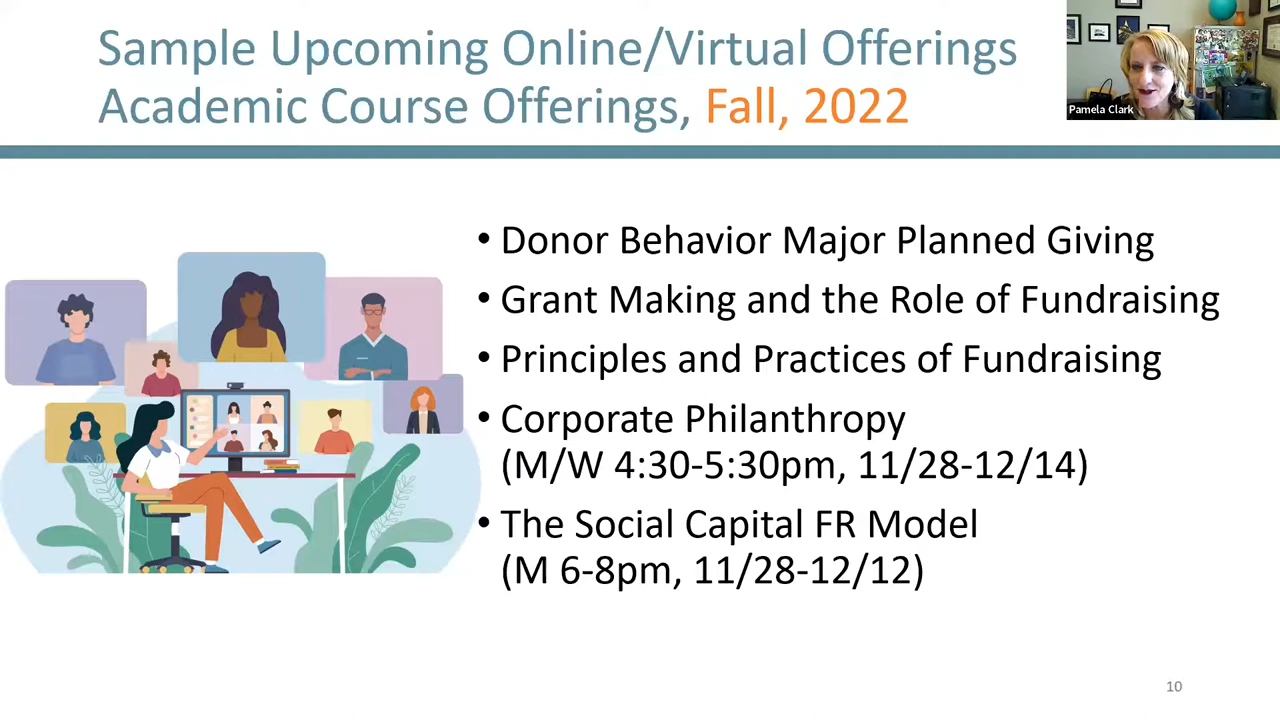 Sample Upcoming Online/Virtual Offerings
Academic Course Offerings, Fall, 2022
Pamela Clark
• Donor Behavior Major Planned Giving
• Grant Making and the Role of Fundraising
• Principles and Practices of Fundraising
• Corporate Philanthropy
(M/W 4:30-5:30pm, 11/28-12/14)
• The Social Capital FR Model
(M 6-8pm, 11/28-12/12)
10